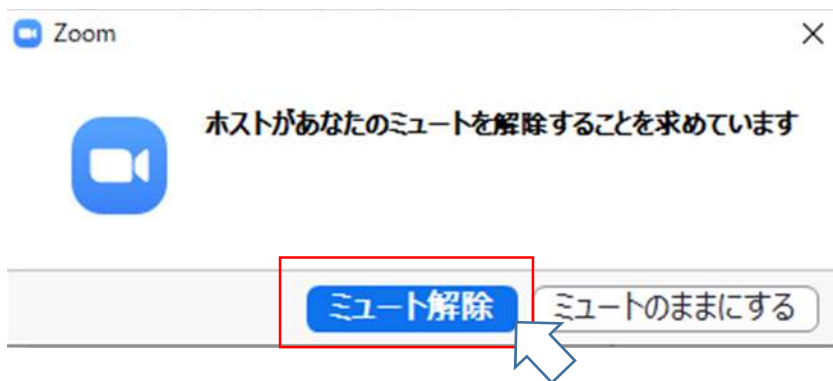 Zoom
ホストがあなたのミュートを解除することを求めています
ミュート解除
ミュートのままにする